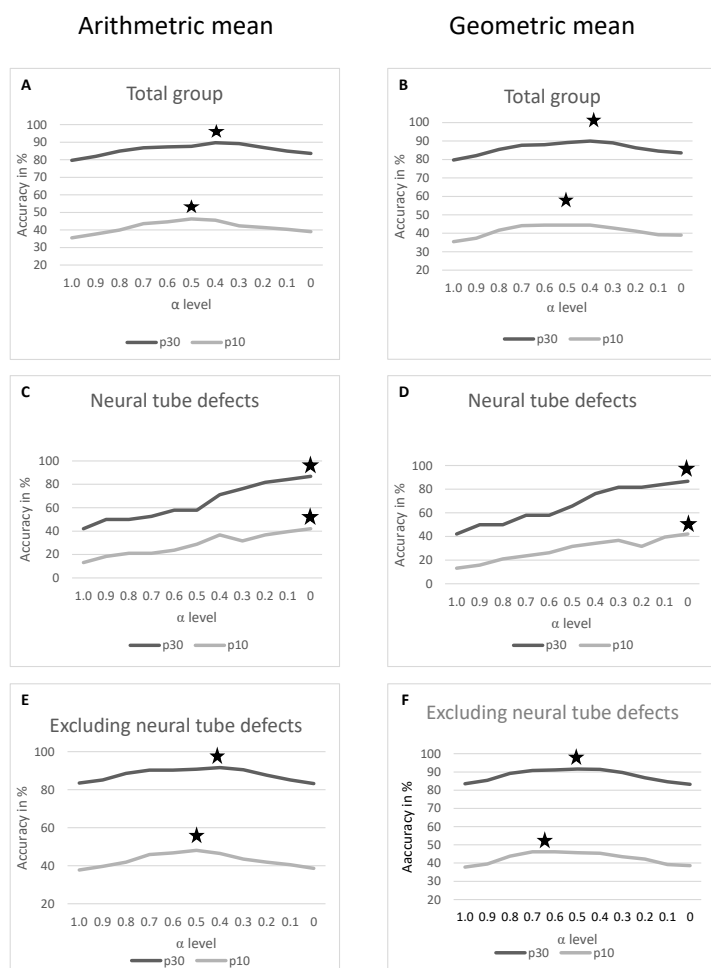 Arithmetric mean
Geometric mean
A
Total group
Accuracy in %
100
90
80
70
60
50
40
30
20
1.0 0.9 0.8 0.7 0.6 0.5 0.4 0.3 0.2 0.1 0
α level
p30 p10
B
Total group
Accuracy in %
100
90
80
70
60
50
40
30
20
1.0 0.9 0.8 0.7 0.6 0.5 0.4 0.3 0.2 0.1 0
α level
p30 p10
C
Neural tube defects
Accuracy in %
100
80
60
40
20
0
1.0 0.9 0.8 0.7 0.6 0.5 0.4 0.3 0.2 0.1 0
α level
p30 p10
D
Neural tube defects
Accuracy in %
100
80
60
40
20
0
1.0 0.9 0.8 0.7 0.6 0.5 0.4 0.3 0.2 0.1 0
α level
p30 p10
E
Excluding neural tube defects
Accuracy in %
100
80
60
40
20
1.0 0.9 0.8 0.7 0.6 0.5 0.4 0.3 0.2 0.1 0
α level
p30 p10
F
Excluding neural tube defects
Aaccuracy in %
100
90
80
70
60
50
40
30
20
1.0 0.9 0.8 0.7 0.6 0.5 0.4 0.3 0.2 0.1 0
α level
p30 p10